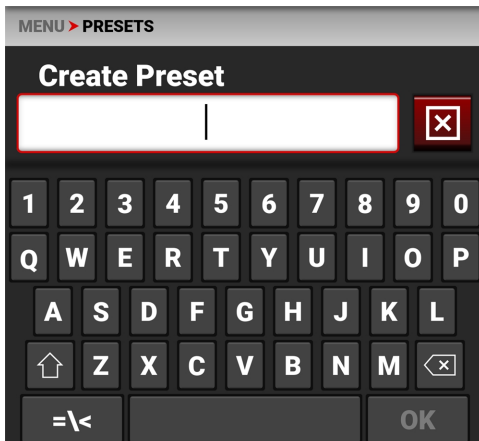 MENU > PRESETS
Create Preset
1 2 3 4 5 6 7 8 9 0
Q W E R T Y U I O P
A S D F G H J K L
Z X C V B N M
=\< OK